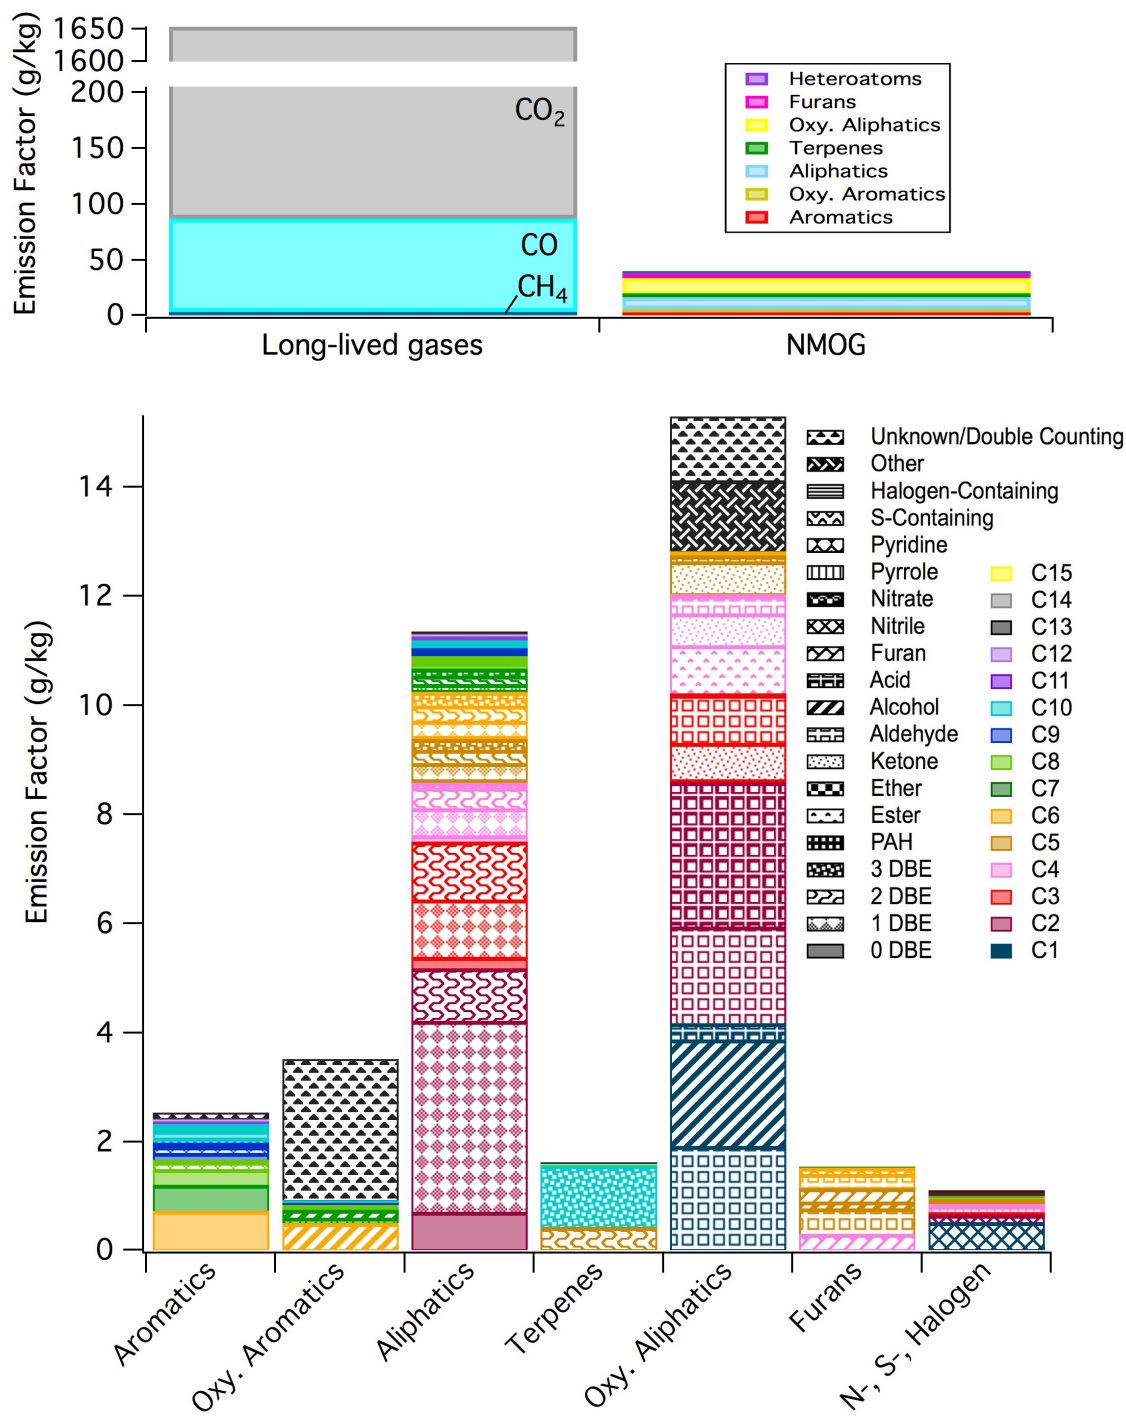 Emission Factor (g/kg)
1650
1600
200
150
100
50
0
CO2
CO
CH4
Long-lived gases
NMOG
Heteroatoms
Furans
Oxy. Aliphatics
Terpenes
Aliphatics
Oxy. Aromatics
Aromatics
Emission Factor (g/kg)
14
12
10
8
6
4
2
0
Unknown/Double Counting
Other
Halogen-Containing
S-Containing
Pyridine
Pyrrole C15
Nitrate C14
Nitrile C13
Furan C12
Acid C11
Alcohol C10
Aldehyde C9
Ketone C8
Ether C7
Ester C6
PAH C5
3 DBE C4
2 DBE C3
1 DBE C2
0 DBE C1
Aromatics
Oxy. Aromatics
Aliphatics
Terpenes
Oxy. Aliphatics
Furans
N-, S-, Halogen